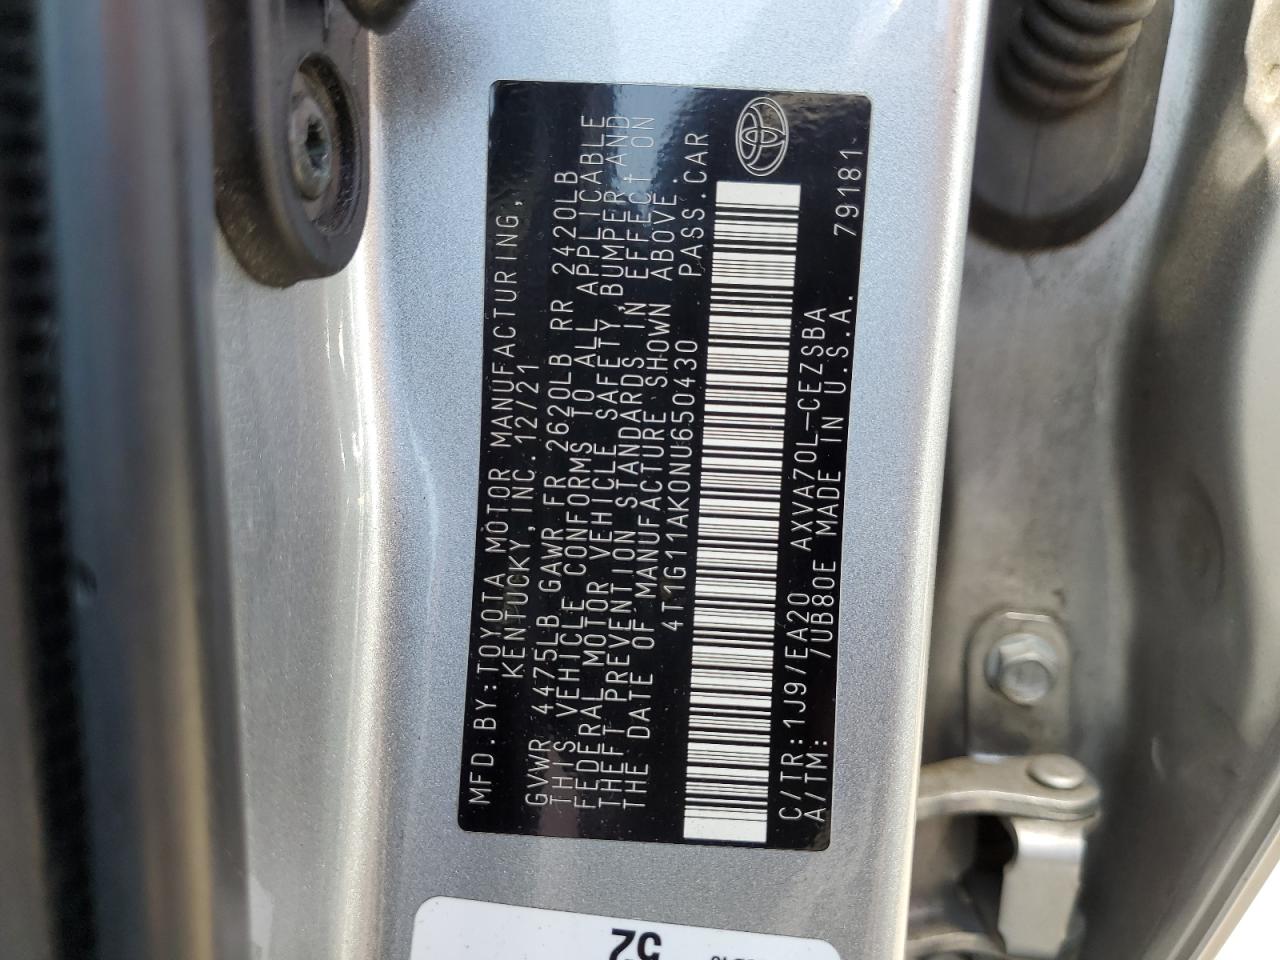 MFD.BY:TOYOTA MOTOR MANUFACTURING,
KENTUCKY,INC. 12/21
GVWR 4475LB GAWR FR 2620LB RR 2420LB
THIS VEHICLE CONFORMS TO ALL APPLICABLE
FEDERAL MOTOR VEHICLE SAFETY,BUMPER AND
THEFT PREVENTION STANDARDS IN EFFECT ON
THE DATE OF MANUFACTURE SHOWN ABOVE.
4T1G11AK0NU650430 PASS.CAR
C/TR:1J9/EA20 AXVA70L-CEZSBA
A/TM: /UB80E MADE IN U.S.A. 79181
52